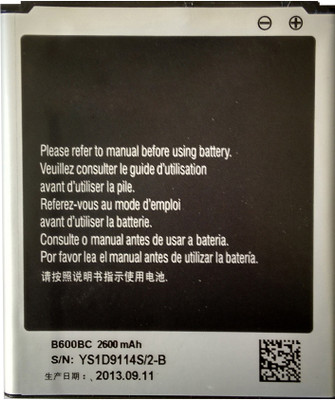 ⊖ ⊕
Please refer to manual before using battery.
Veuillez consulter le guide d'utilisation
avant d'utiliser la pile.
Referez-vous au mode d'emploi
avant d'utiliser la batterie.
Consulte o manual antes de usar a bateria.
Por favor lea el manual antes de utilizar la batería.
请按照说明书指示使用电池.
B600BC 2600 mAh
S/N: YS1D9114S/2-B
生产日期: 2013.09.11